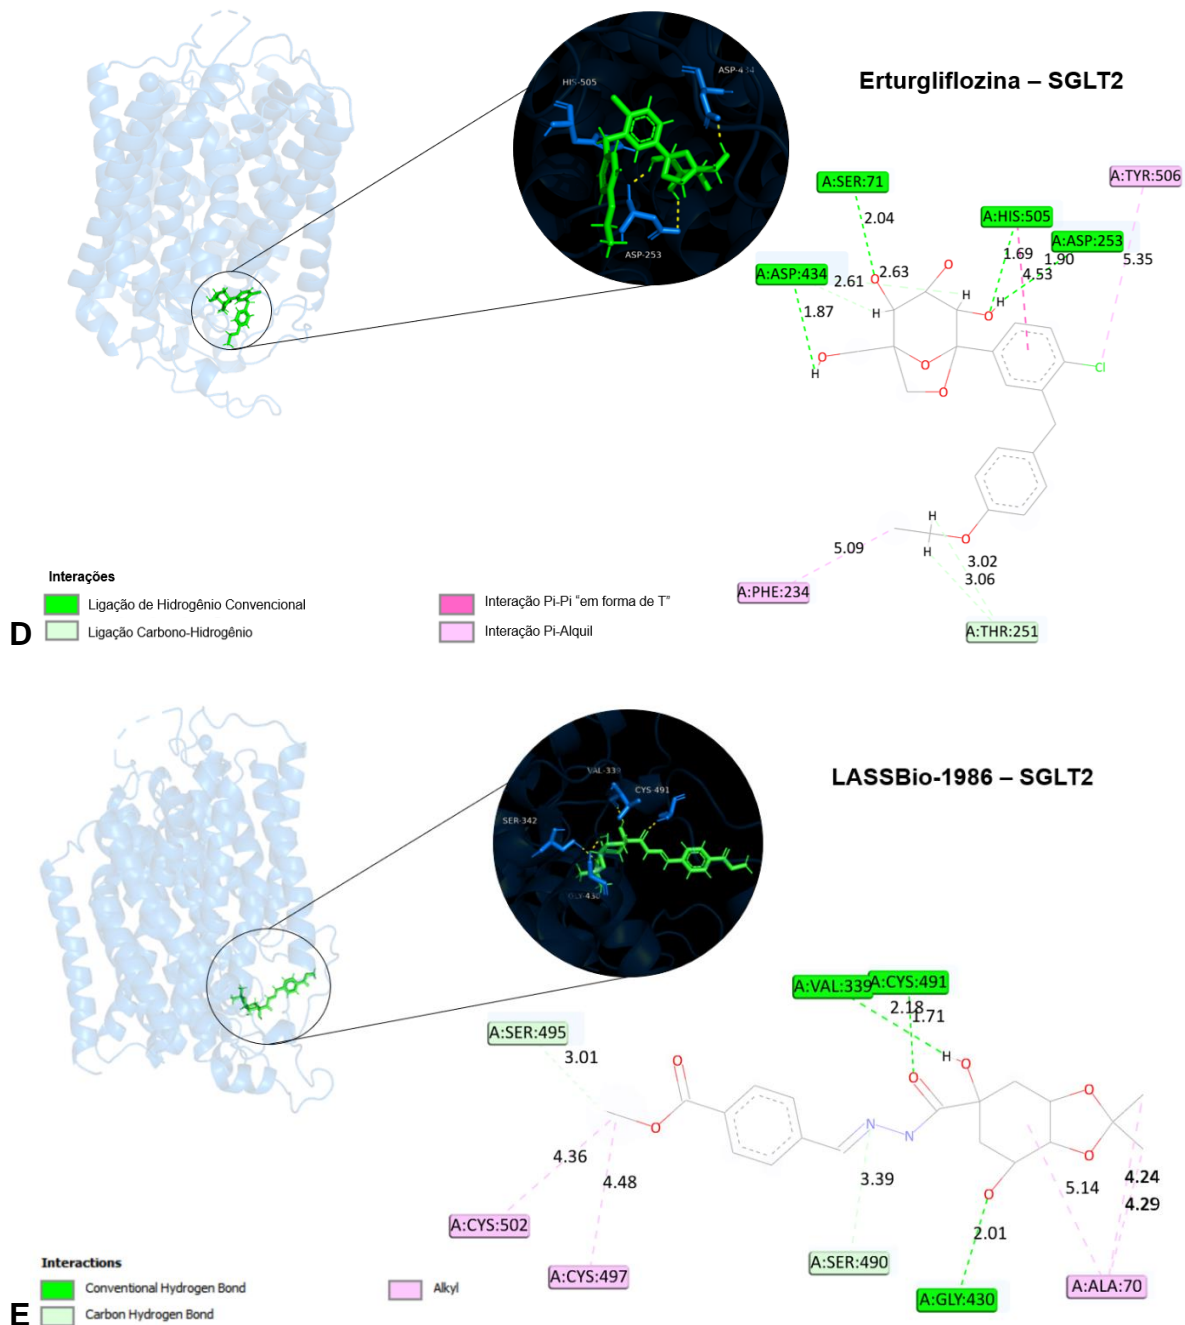 Erturgliflozina – SGLT2
HIS-505
ASP-434
ASP-253
A:SER:71
A:TYR:506
A:HIS:505
A:ASP:253
2.04
1.69
1.90
5.35
A:ASP:434
2.61
O
2.63
O
4.53
1.87
H
H
O
H
O
H
O
O
Cl
H
H
O
5.09
3.02
3.06
A:PHE:234
A:THR:251
Interações
Ligação de Hidrogênio Convencional
Interação Pi-Pi “em forma de T”
Ligação Carbono-Hidrogênio
Interação Pi-Alquil
D
LASSBio-1986 – SGLT2
VAL-339
CYS-491
SER-342
GLY-430
A:VAL:339
A:CYS:491
2.18
1.71
A:SER:495
3.01
O
H
O
O
O
O
N
N
O
4.36
4.48
3.39
O
5.14
4.24
4.29
2.01
A:CYS:502
A:SER:490
A:CYS:497
A:GLY:430
A:ALA:70
Interactions
Conventional Hydrogen Bond
Alkyl
Carbon Hydrogen Bond
E